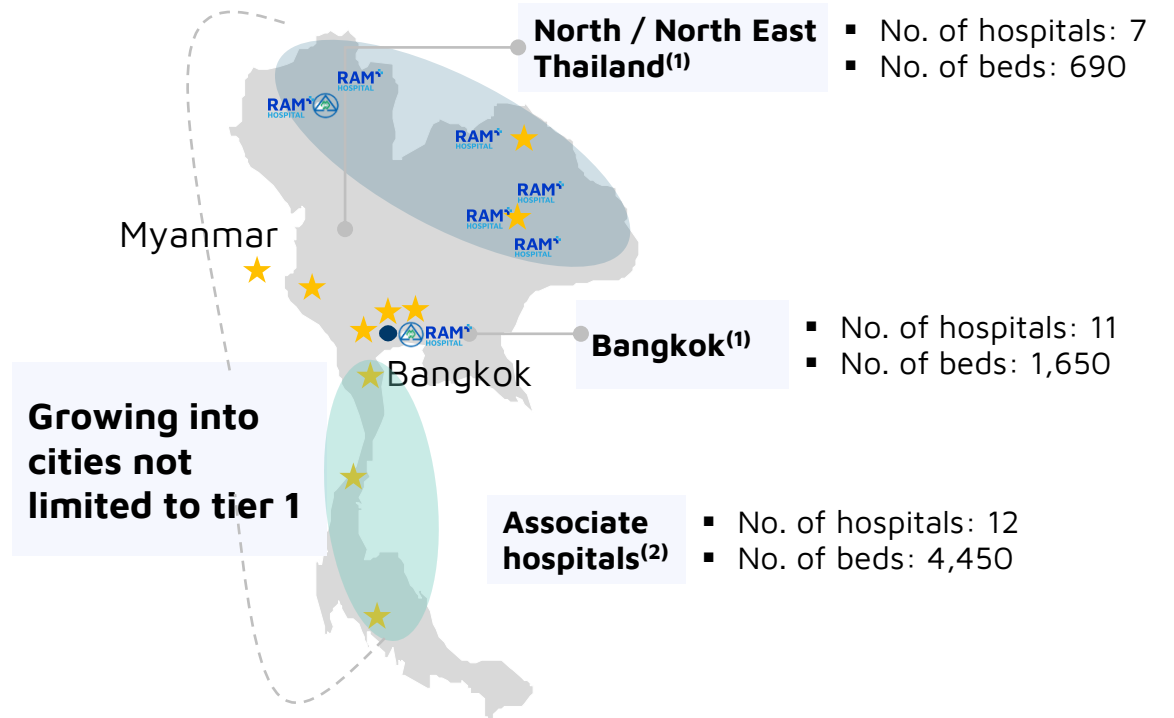 North / North East
Thailand(1)
▪ No. of hospitals: 7
▪ No. of beds: 690
RAM
HOSPITAL
RAM
HOSPITAL
RAM
HOSPITAL
RAM
HOSPITAL
RAM
HOSPITAL
RAM
HOSPITAL
Myanmar
RAM
HOSPITAL
Bangkok
Bangkok(1)
▪ No. of hospitals: 11
▪ No. of beds: 1,650
Growing into
cities not
limited to tier 1
Associate
hospitals(2)
▪ No. of hospitals: 12
▪ No. of beds: 4,450